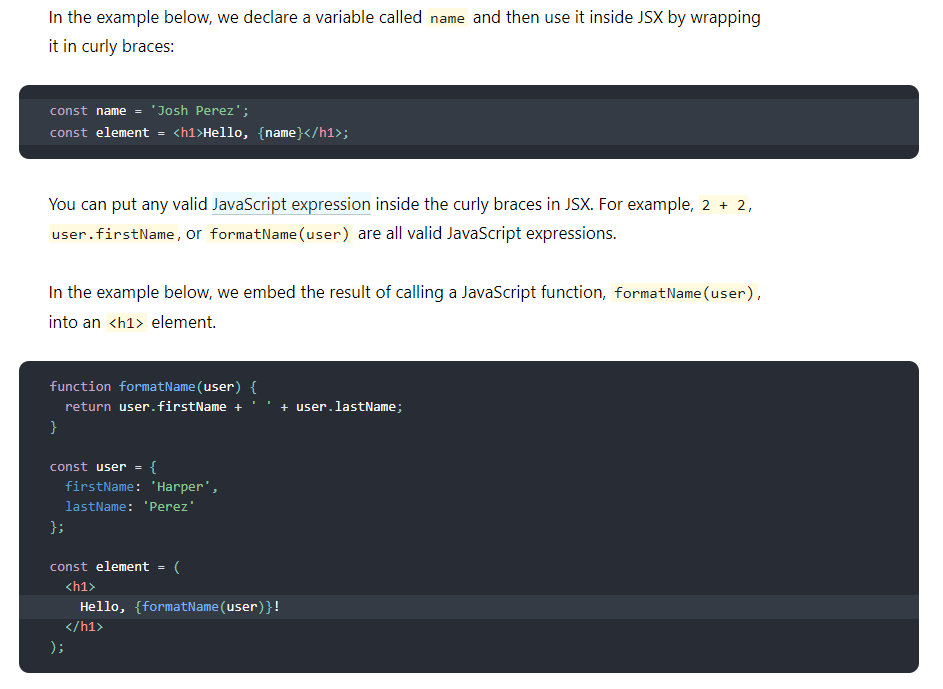 In the example below, we declare a variable called name and then use it inside JSX by wrapping
it in curly braces:
const name = 'Josh Perez';
const element = <h1>Hello, {name}</h1>;
You can put any valid JavaScript expression inside the curly braces in JSX. For example, 2 + 2,
user.firstName, or formatName(user) are all valid JavaScript expressions.
In the example below, we embed the result of calling a JavaScript function, formatName(user),
into an <h1> element.
function formatName(user) {
  return user.firstName + ' ' + user.lastName;
}
const user = {
  firstName: 'Harper',
  lastName: 'Perez'
};
const element = (
  <h1>
    Hello, {formatName(user)}!
  </h1>
);